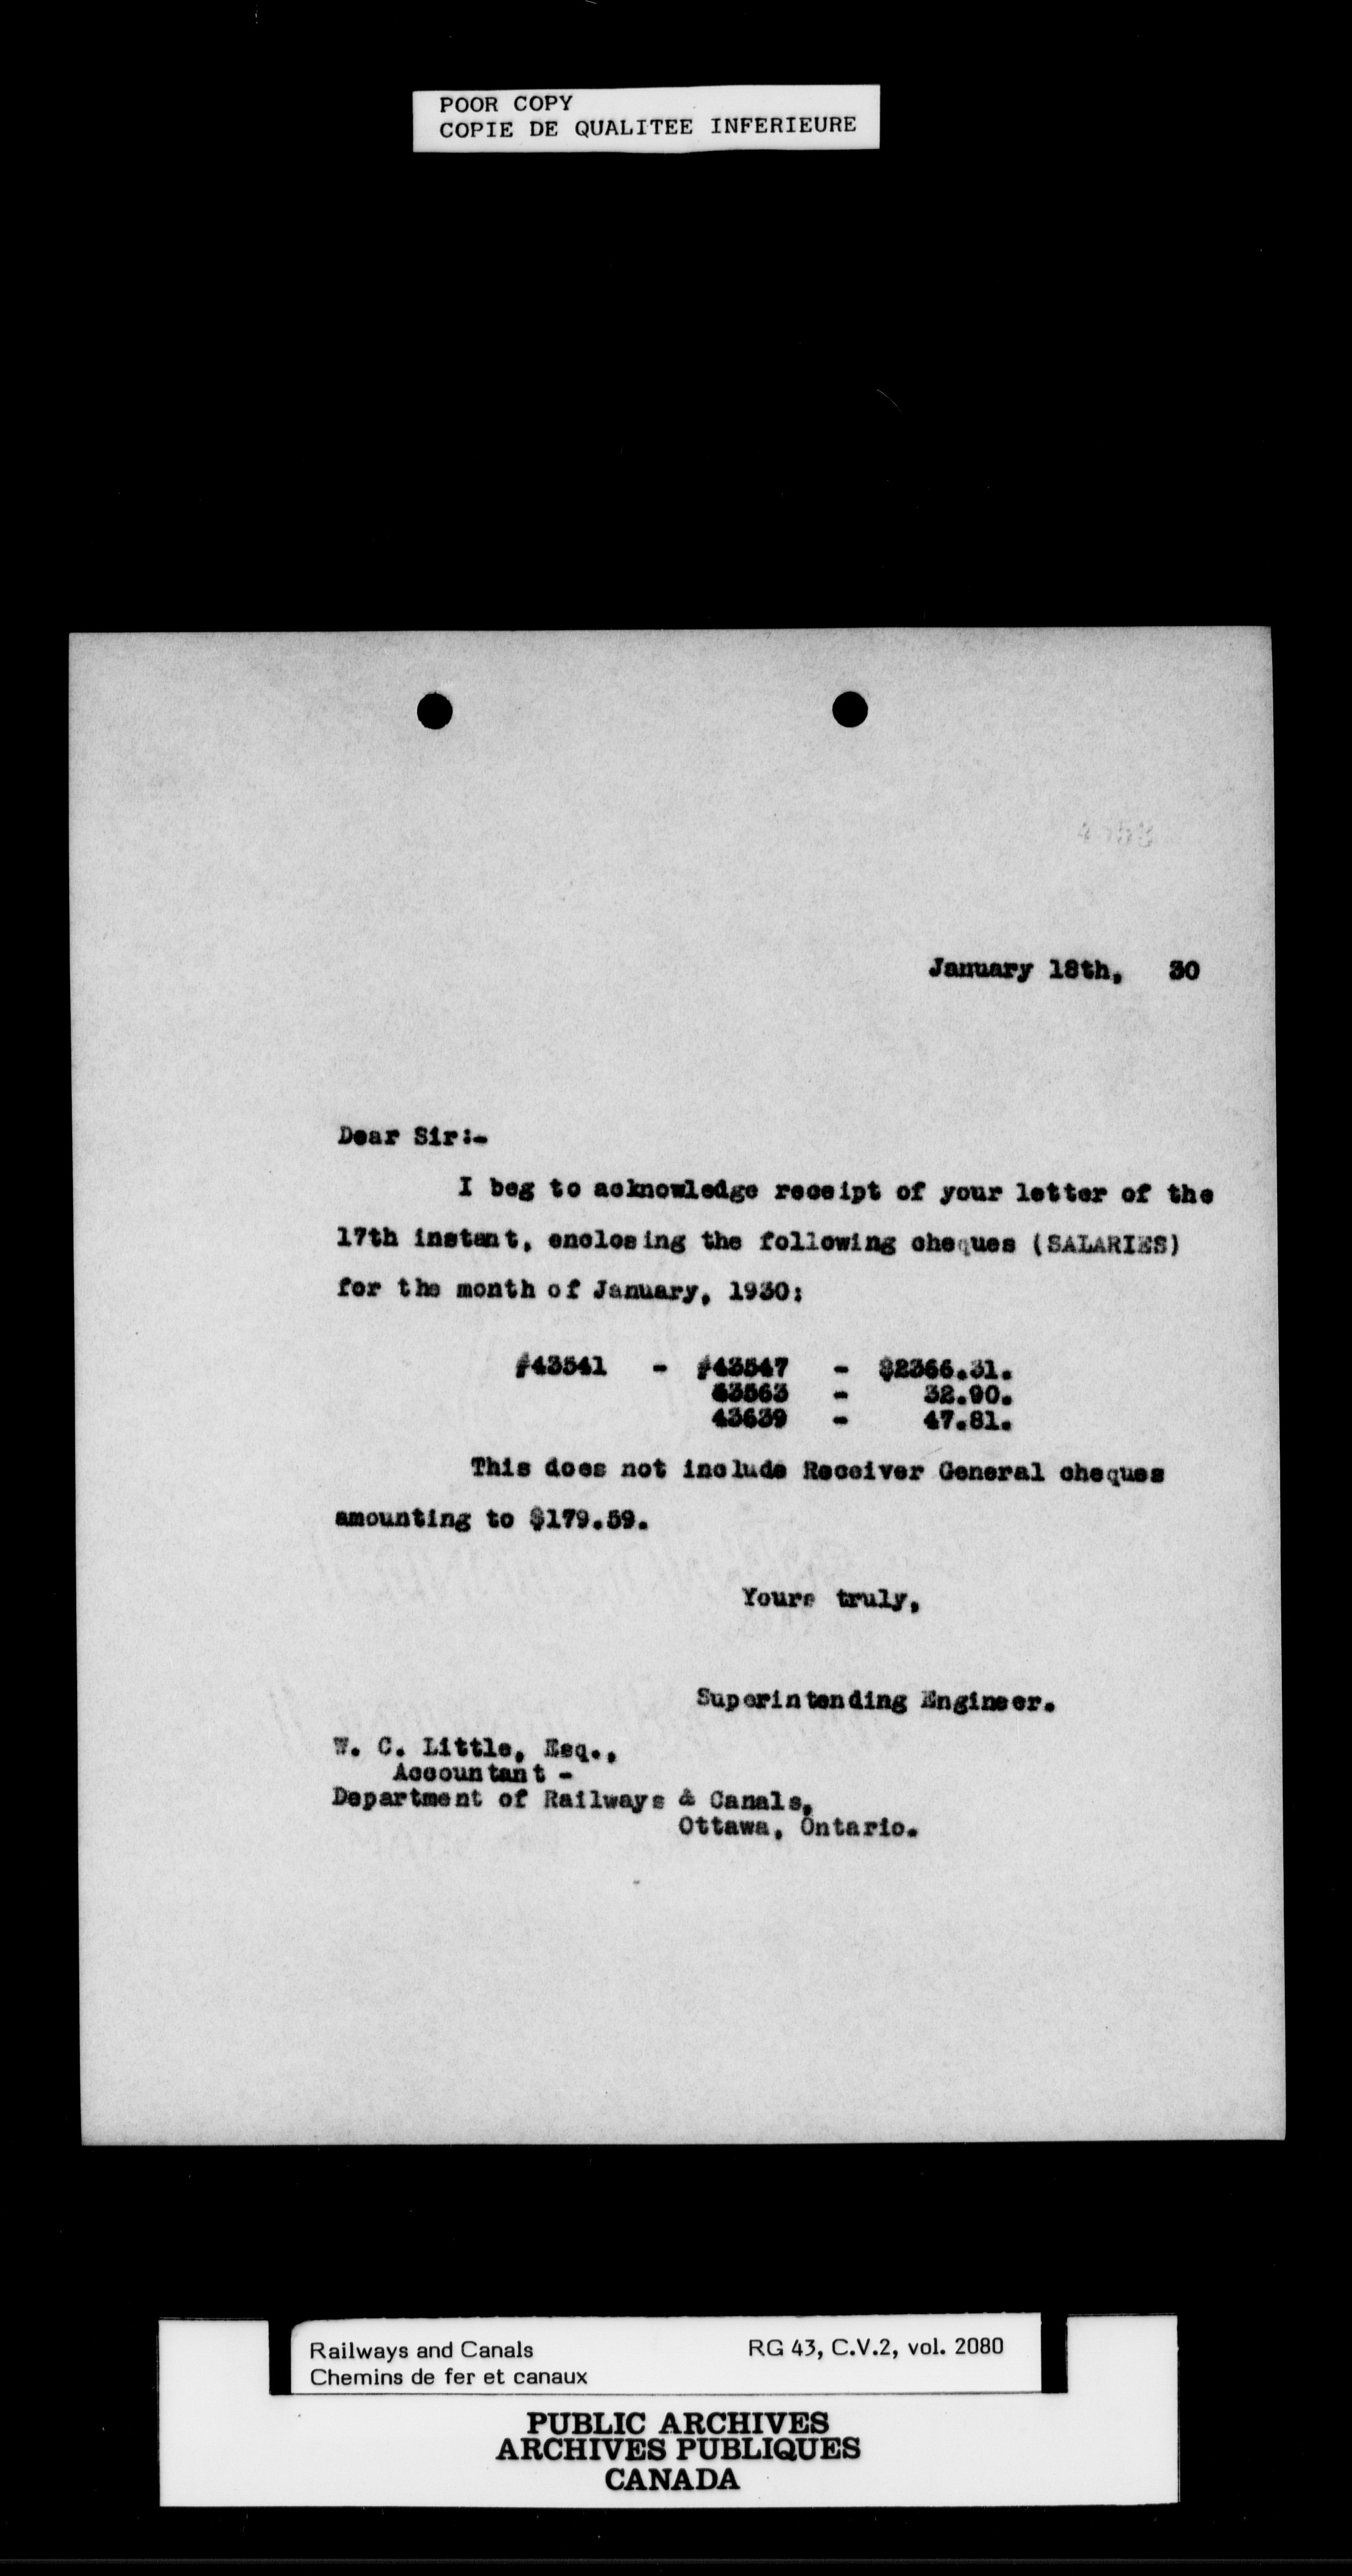 POOR COPY
COPIE DE QUALITEE INFERIEURE
January 18th, 30
Dear Sir:-
I beg to acknowledge receipt of your letter of the
17th instant, enclosing the following cheques (SALARIES)
for the month of January, 1930:
#43541 - #43547 - $2366.31.
43563 - 32.90.
43639 - 47.81.
This does not include Receiver General cheques
amounting to $179.59.
Yours truly,
Superintending Engineer.
W. C. Little, Esq.,
Accountant -
Department of Railways & Canals,
Ottawa, Ontario.
Railways and Canals RG 43, C.V.2, vol. 2080
Chemins de fer et canaux
PUBLIC ARCHIVES
ARCHIVES PUBLIQUES
CANADA